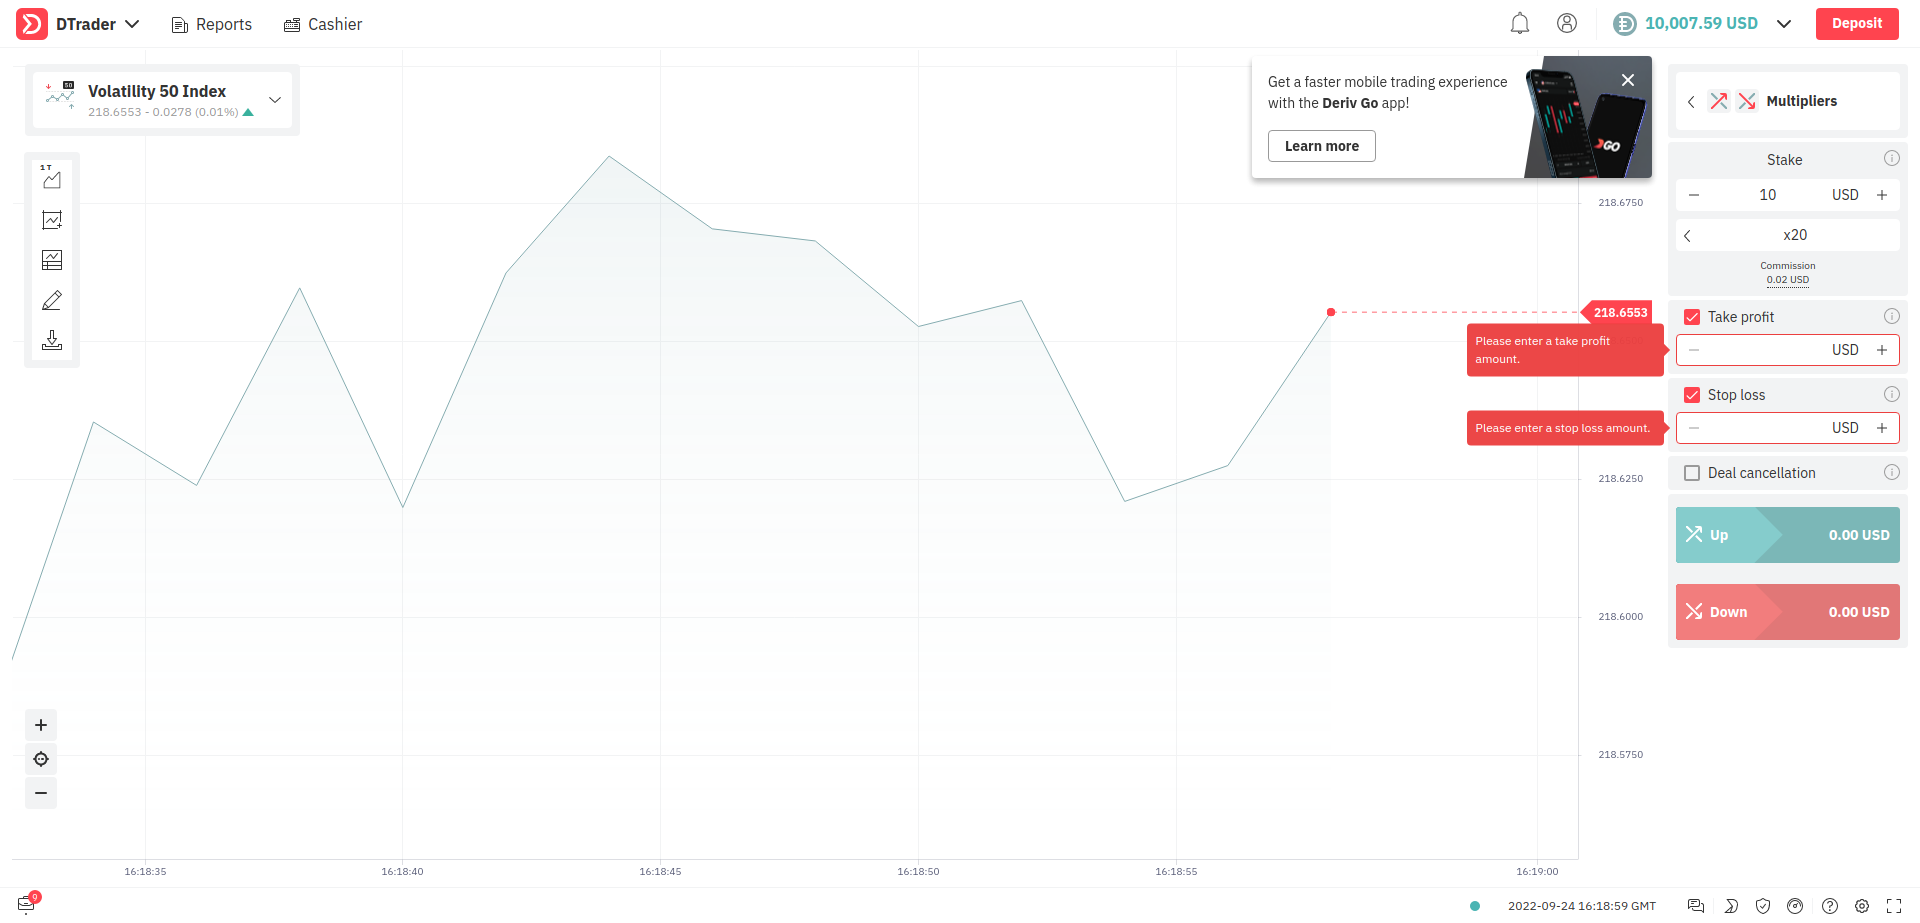 DTrader
Reports
Cashier
10,007.59 USD
Deposit
50
Volatility 50 Index
218.6553 - 0.0278 (0.01%)
1 T
Get a faster mobile trading experience
with the Deriv Go app!
Learn more
GO
Multipliers
Stake
10 USD
x20
Commission
0.02 USD
Take profit
USD
Please enter a take profit
amount.
Stop loss
USD
Please enter a stop loss amount.
Deal cancellation
Up 0.00 USD
Down 0.00 USD
218.6750
218.6553
218.6250
218.6000
218.5750
16:18:35
16:18:40
16:18:45
16:18:50
16:18:55
16:19:00
9
2022-09-24 16:18:59 GMT